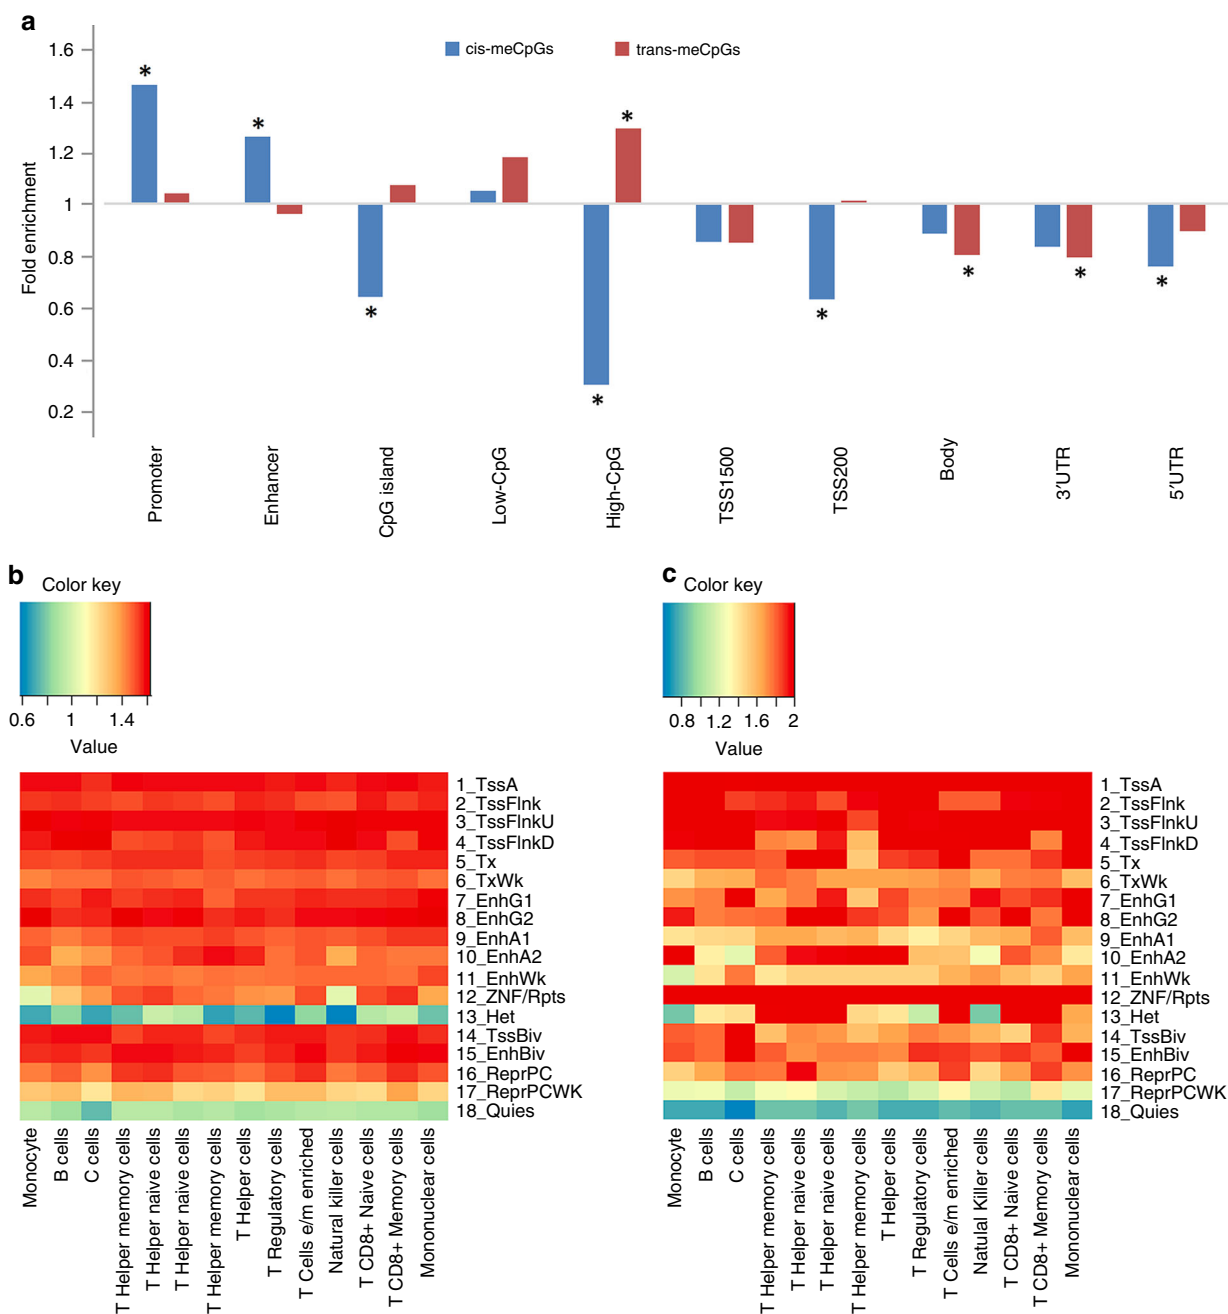 a
cis-meCpGs
trans-meCpGs
Fold enrichment
1.6
1.4
1.2
1
0.8
0.6
0.4
0.2
*
*
*
*
*
*
*
*
*
Promoter
Enhancer
CpG island
Low-CpG
High-CpG
TSS1500
TSS200
Body
3′UTR
5′UTR
b
Color key
0.6 1 1.4
Value
1_TssA
2_TssFlnk
3_TssFlnkU
4_TssFlnkD
5_Tx
6_TxWk
7_EnhG1
8_EnhG2
9_EnhA1
10_EnhA2
11_EnhWk
12_ZNF/Rpts
13_Het
14_TssBiv
15_EnhBiv
16_ReprPC
17_ReprPCWK
18_Quies
Monocyte
B cells
C cells
T Helper memory cells
T Helper naive cells
T Helper naive cells
T Helper memory cells
T Helper cells
T Regulatory cells
T Cells e/m enriched
Natural killer cells
T CD8+ Naive cells
T CD8+ Memory cells
Mononuclear cells
c
Color key
0.8 1.2 1.6 2
Value
1_TssA
2_TssFlnk
3_TssFlnkU
4_TssFlnkD
5_Tx
6_TxWk
7_EnhG1
8_EnhG2
9_EnhA1
10_EnhA2
11_EnhWk
12_ZNF/Rpts
13_Het
14_TssBiv
15_EnhBiv
16_ReprPC
17_ReprPCWK
18_Quies
Monocyte
B cells
C cells
T Helper memory cells
T Helper naive cells
T Helper naive cells
T Helper memory cells
T Helper cells
T Regulatory cells
T Cells e/m enriched
Natural Killer cells
T CD8+ Naive cells
T CD8+ Memory cells
Mononuclear cells